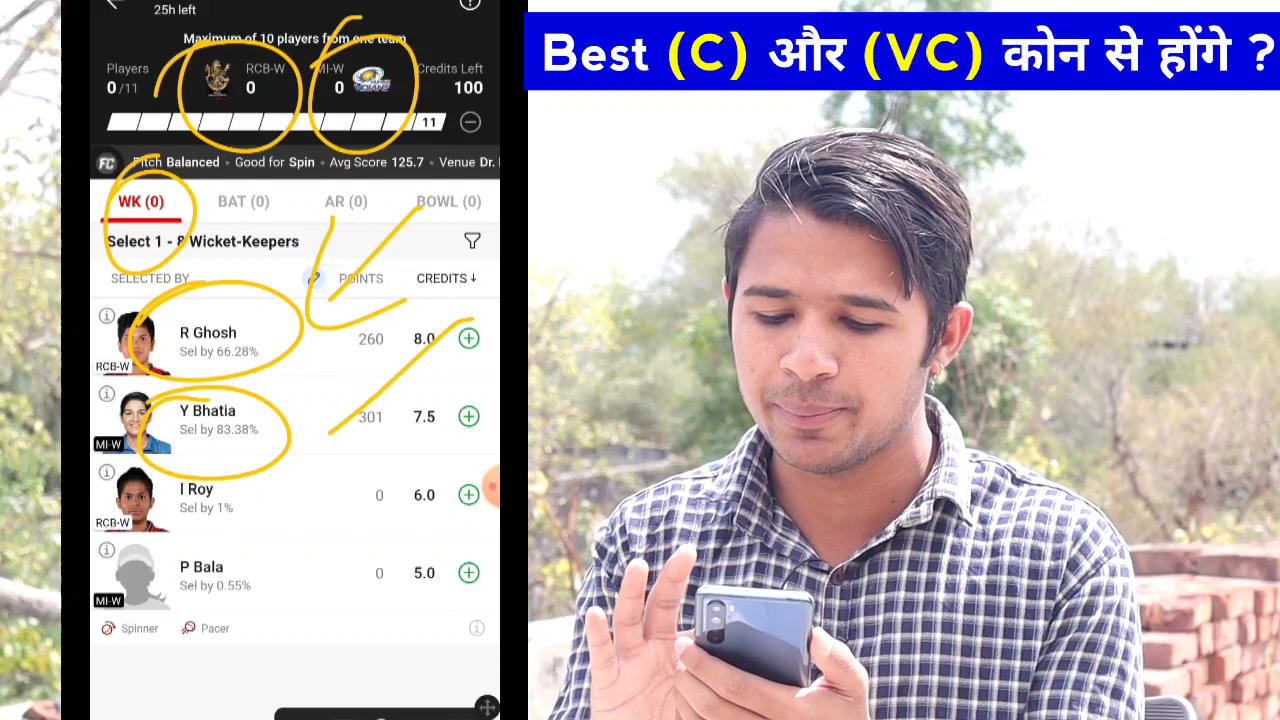 Best (C) और (VC) कोन से होंगे ?
25h left
Maximum of 10 players from one team
Players RCB-W MI-W Credits Left
0/11 0 0 100
11
FC Pitch Balanced • Good for Spin • Avg Score 125.7 • Venue Dr.
WK (0) BAT (0) AR (0) BOWL (0)
Select 1 - 8 Wicket-Keepers
SELECTED BY POINTS CREDITS ↓
R Ghosh
Sel by 66.28%
260 8.0
RCB-W
Y Bhatia
Sel by 83.38%
301 7.5
MI-W
I Roy
Sel by 1%
0 6.0
RCB-W
P Bala
Sel by 0.55%
0 5.0
MI-W
Spinner Pacer